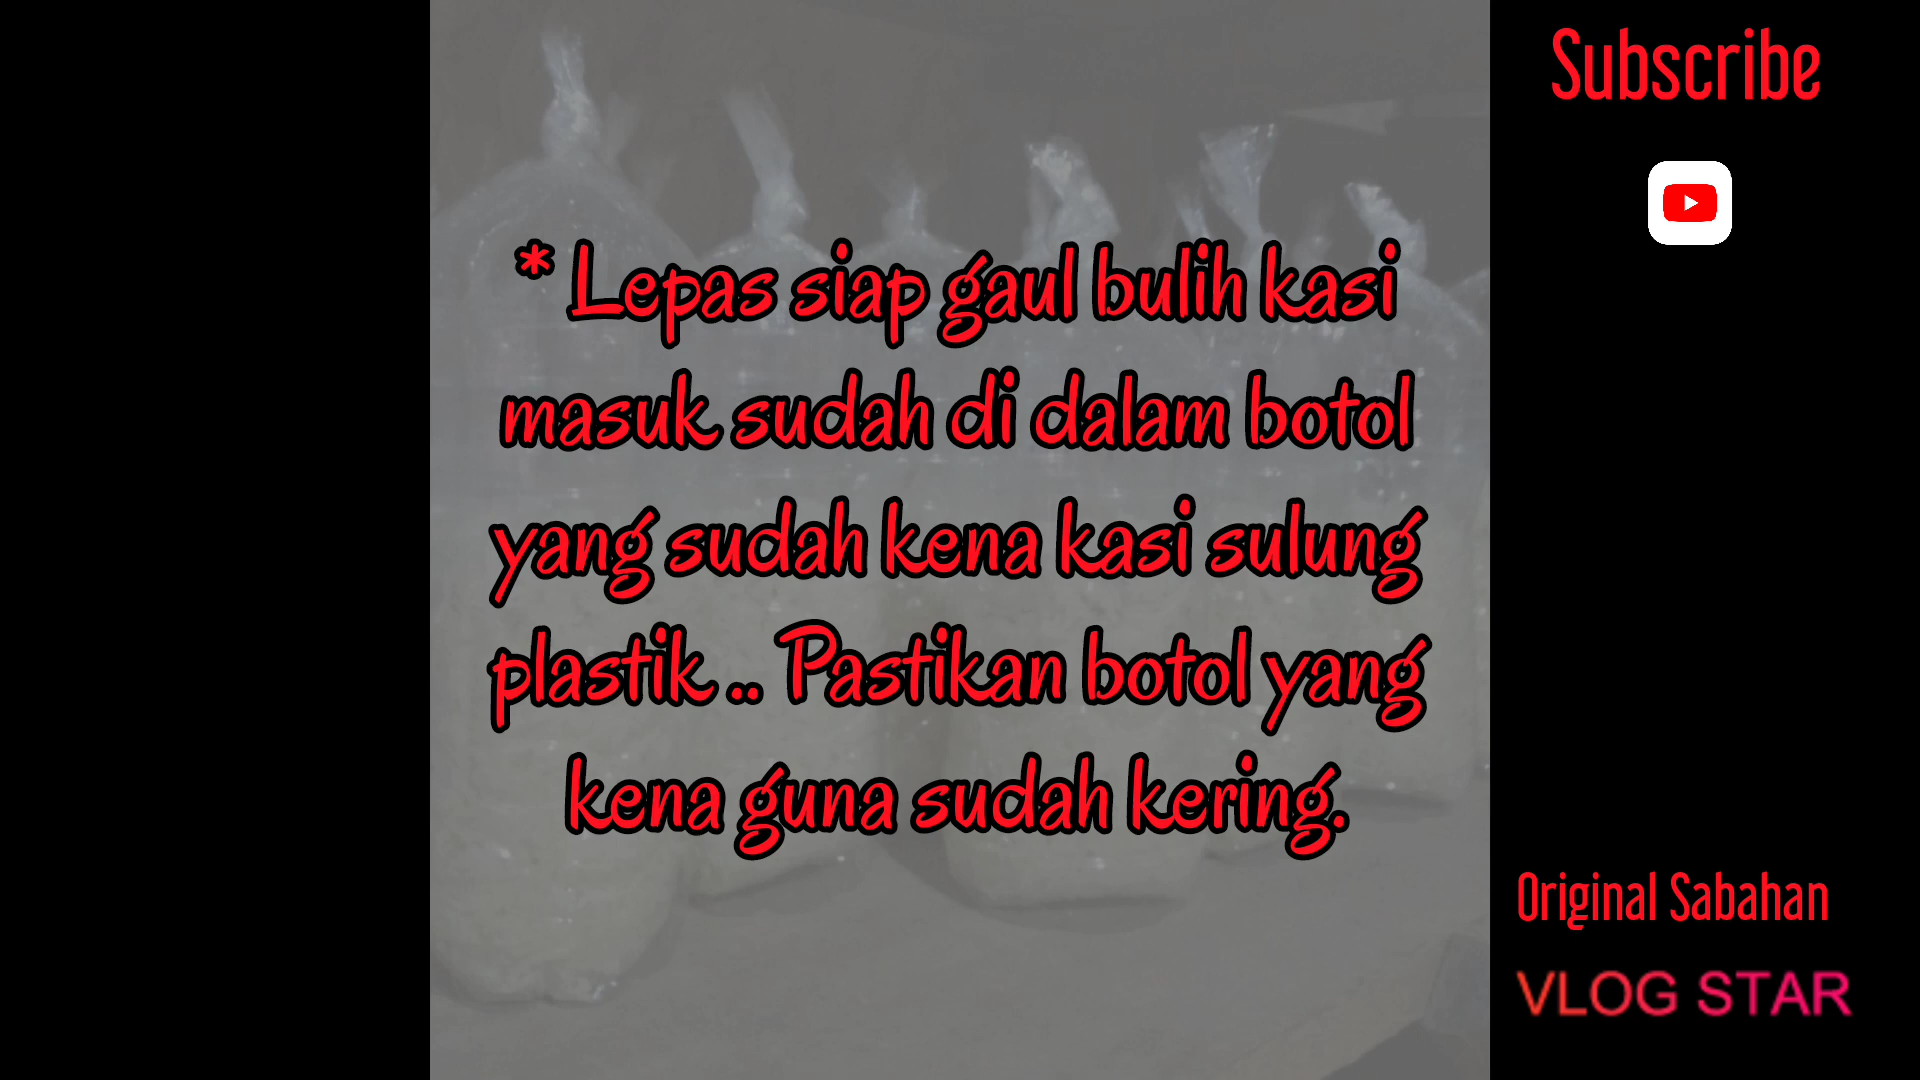 Subscribe
* Lepas siap gaul bulih kasi
masuk sudah di dalam botol
yang sudah kena kasi sulung
plastik .. Pastikan botol yang
kena guna sudah kering.
Original Sabahan
VLOG STAR